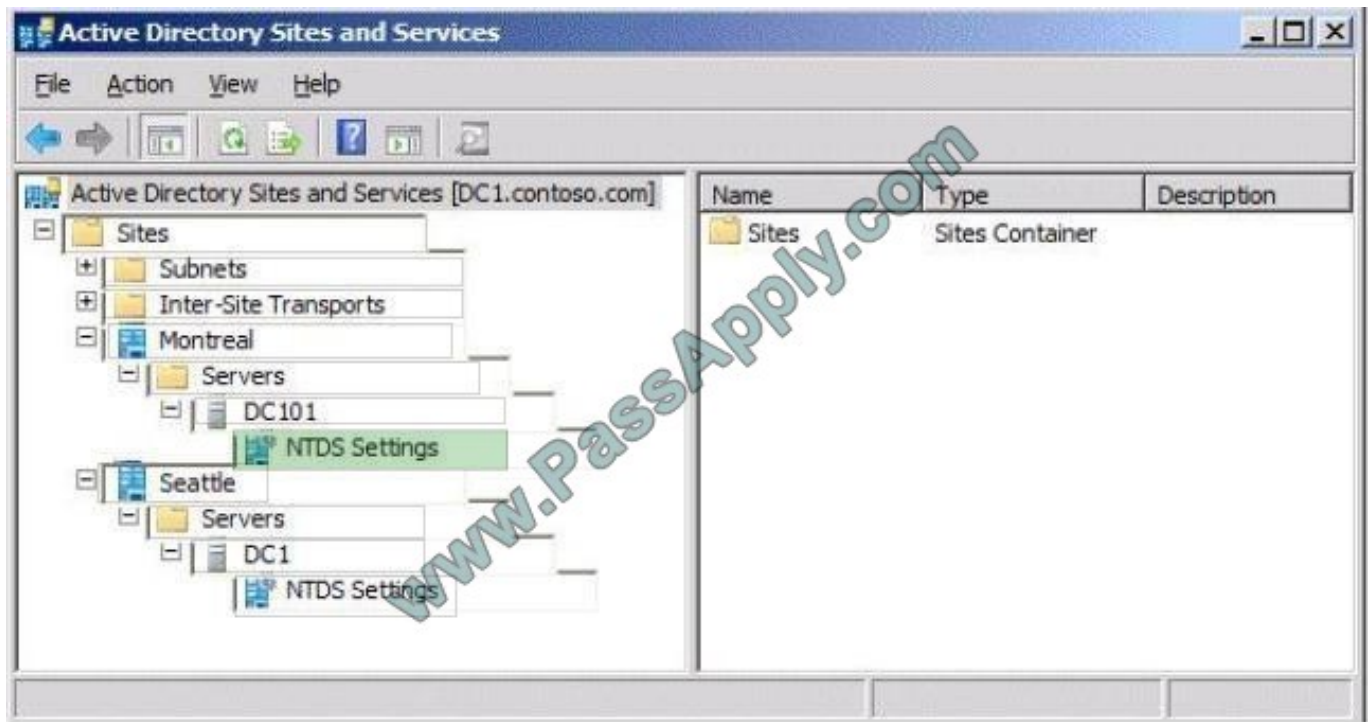 Active Directory Sites and Services
File Action View Help
Active Directory Sites and Services [DC1.contoso.com]
Sites
Subnets
Inter-Site Transports
Montreal
Servers
DC101
NTDS Settings
Seattle
Servers
DC1
NTDS Settings
Name Type Description
Sites Sites Container
www.PassApply.com